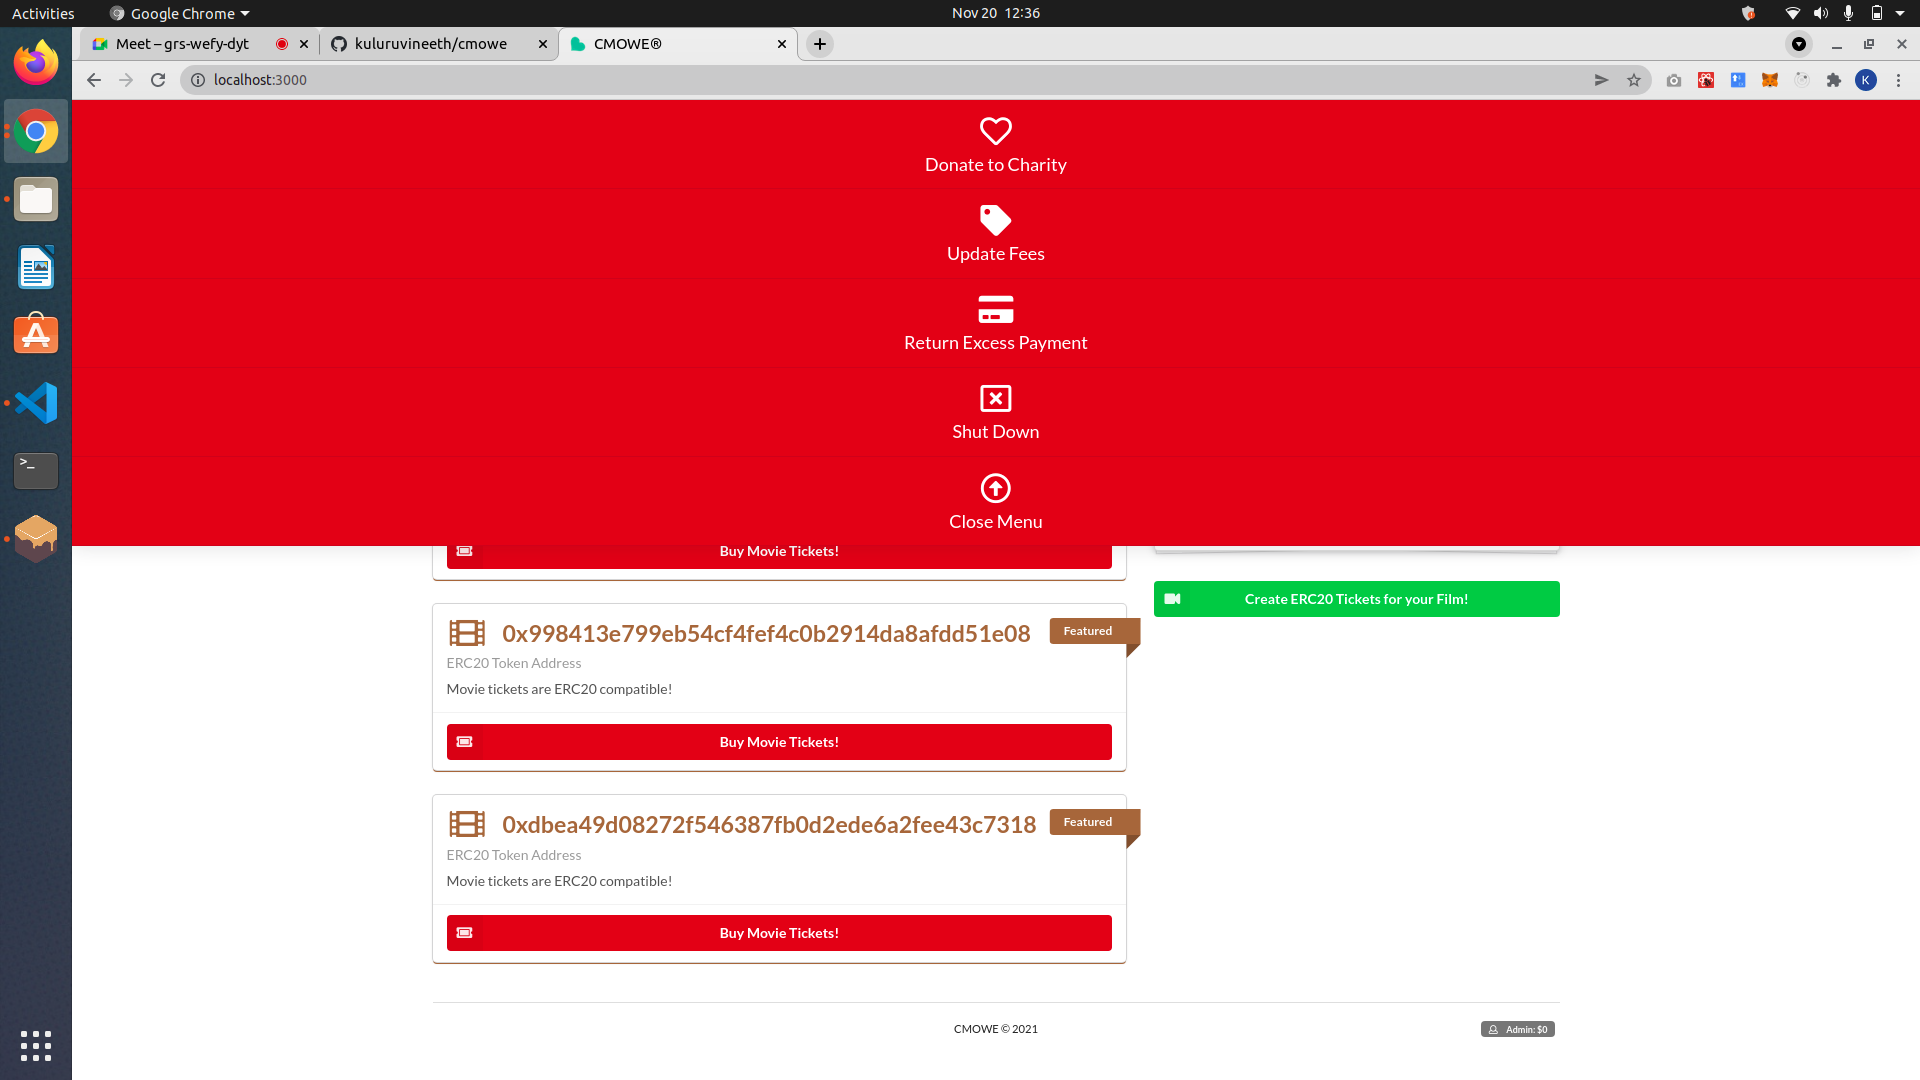 Activities
Google Chrome
Nov 20 12:36
Meet – grs-wefy-dyt
kuluruvineeth/cmowe
CMOWE®
localhost:3000
K
Donate to Charity
Update Fees
Return Excess Payment
Shut Down
Close Menu
Buy Movie Tickets!
Create ERC20 Tickets for your Film!
0x998413e799eb54cf4fef4c0b2914da8afdd51e08
Featured
ERC20 Token Address
Movie tickets are ERC20 compatible!
Buy Movie Tickets!
0xdbea49d08272f546387fb0d2ede6a2fee43c7318
Featured
ERC20 Token Address
Movie tickets are ERC20 compatible!
Buy Movie Tickets!
CMOWE © 2021
Admin: $0